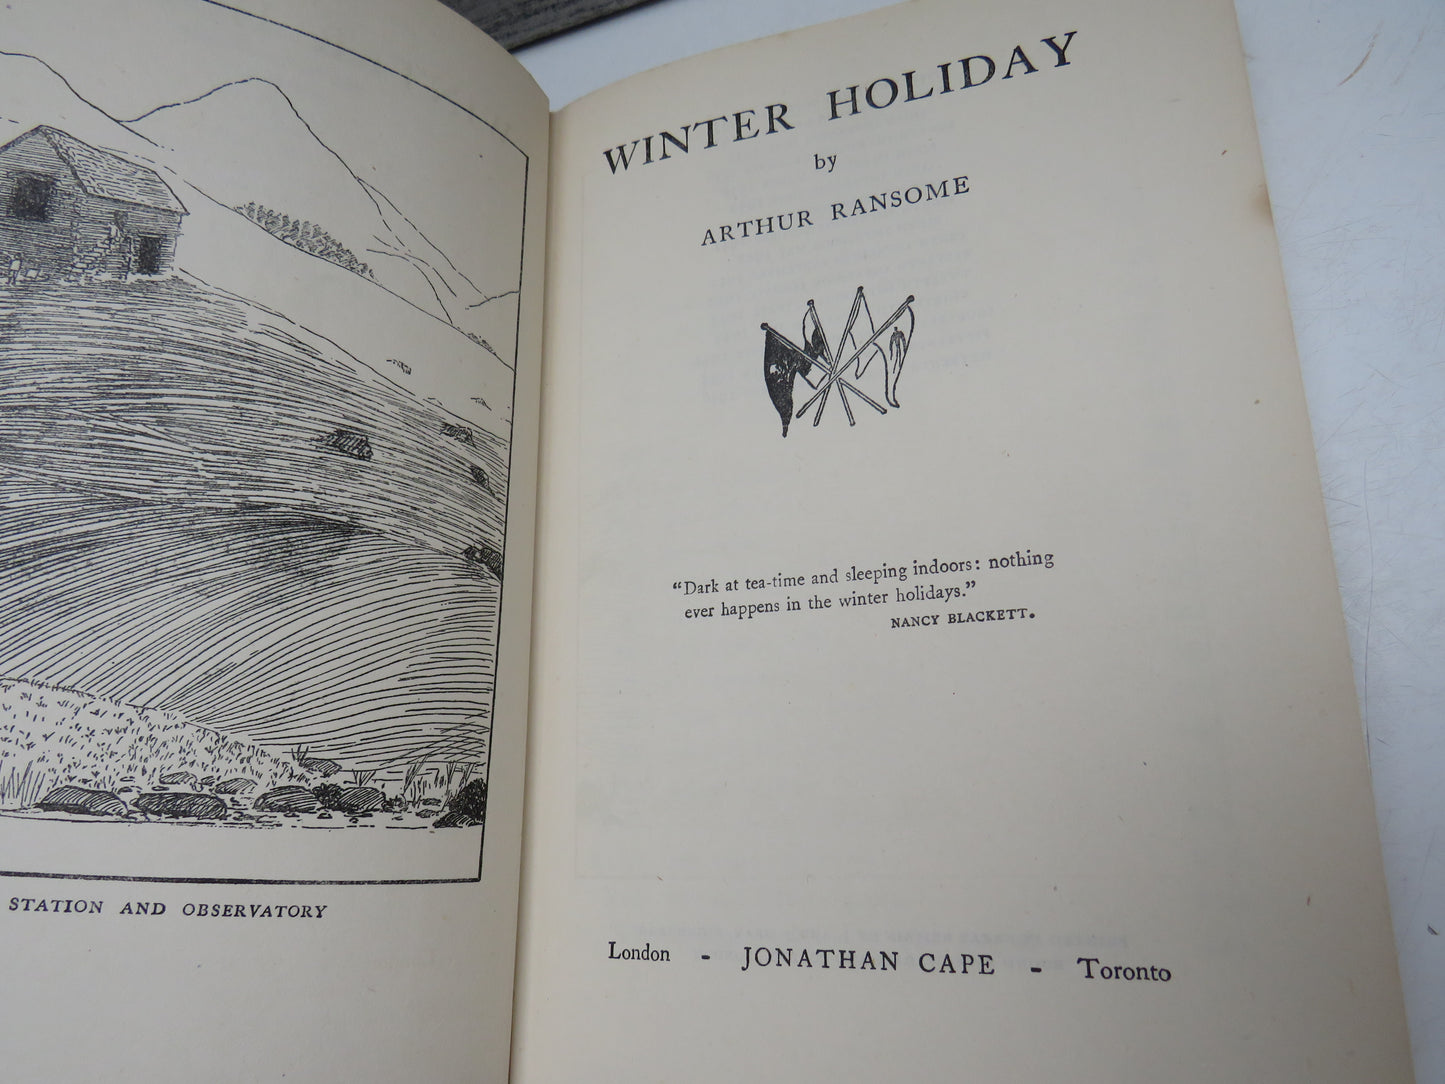 STATION AND OBSERVATORY
WINTER HOLIDAY
by
ARTHUR RANSOME
“Dark at tea-time and sleeping indoors: nothing
ever happens in the winter holidays.”
NANCY BLACKETT.
London - JONATHAN CAPE - Toronto